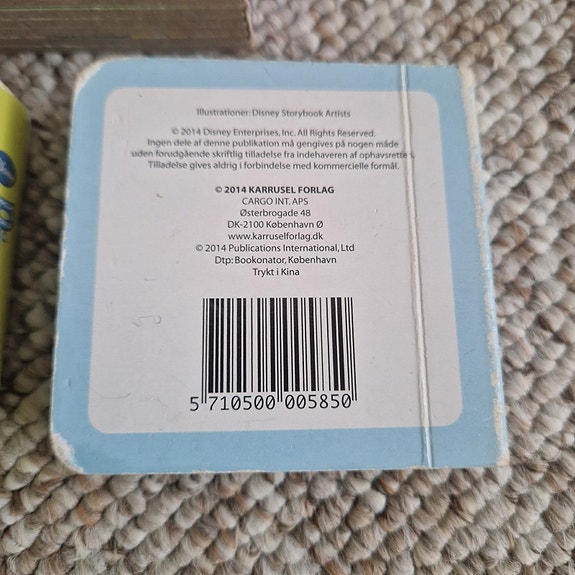 Illustrationer: Disney Storybook Artists
© 2014 Disney Enterprises, Inc. All Rights Reserved.
Ingen dele af denne publikation må gengives på nogen måde
uden forudgående skriftlig tilladelse fra indehaveren af ophavsretten.
Tilladelse gives aldrig i forbindelse med kommercielle formål.
© 2014 KARRUSEL FORLAG
CARGO INT. APS
Østerbrogade 48
DK-2100 København Ø
www.karruselforlag.dk
© 2014 Publications International, Ltd
Dtp: Bookonator, København
Trykt i Kina
5 710500 005850